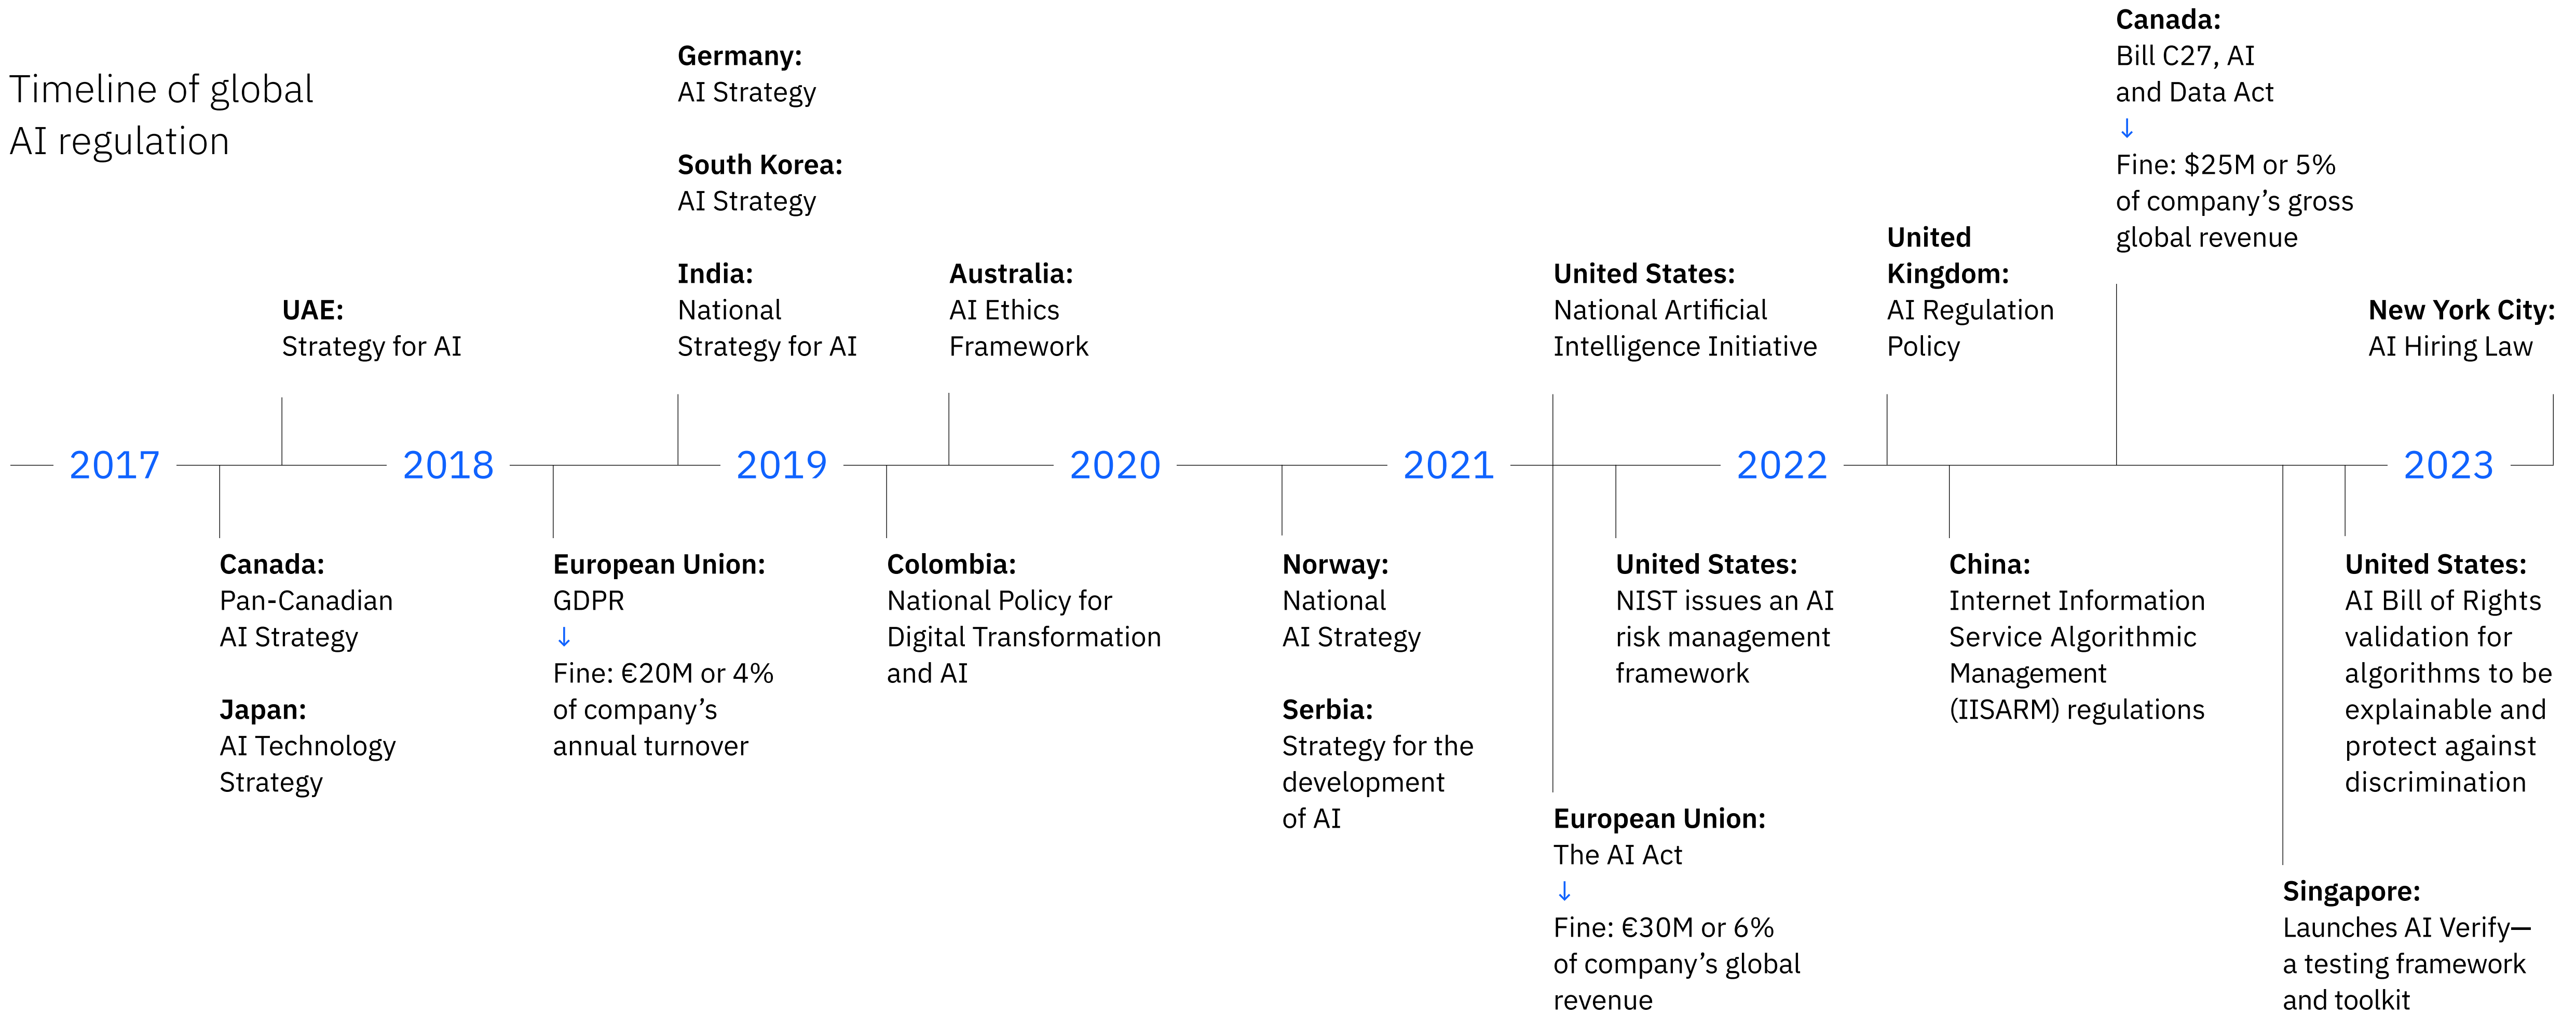 Timeline of global
AI regulation
Germany:
AI Strategy
South Korea:
AI Strategy
India:
National
Strategy for AI
UAE:
Strategy for AI
Australia:
AI Ethics
Framework
United States:
National Artificial
Intelligence Initiative
United
Kingdom:
AI Regulation
Policy
Canada:
Bill C27, AI
and Data Act
↓
Fine: $25M or 5%
of company’s gross
global revenue
New York City:
AI Hiring Law
2017
2018
2019
2020
2021
2022
2023
Canada:
Pan-Canadian
AI Strategy
Japan:
AI Technology
Strategy
European Union:
GDPR
↓
Fine: €20M or 4%
of company’s
annual turnover
Colombia:
National Policy for
Digital Transformation
and AI
Norway:
National
AI Strategy
Serbia:
Strategy for the
development
of AI
European Union:
The AI Act
↓
Fine: €30M or 6%
of company’s global
revenue
United States:
NIST issues an AI
risk management
framework
China:
Internet Information
Service Algorithmic
Management
(IISARM) regulations
Singapore:
Launches AI Verify—
a testing framework
and toolkit
United States:
AI Bill of Rights
validation for
algorithms to be
explainable and
protect against
discrimination